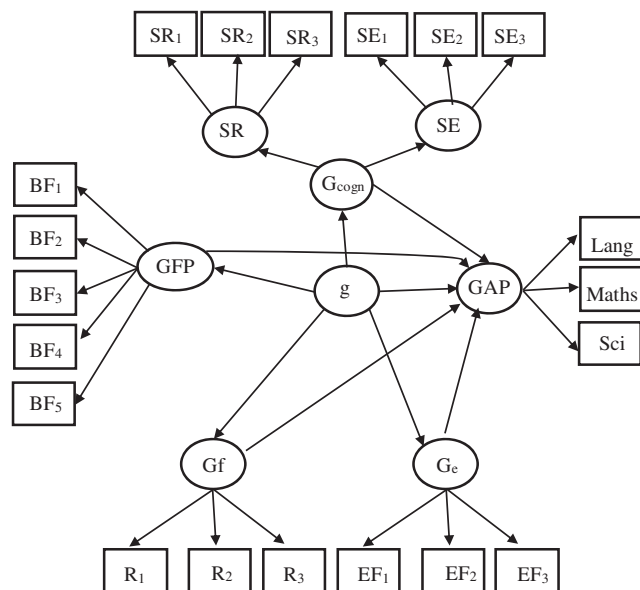 SR₁ SR₂ SR₃ SE₁ SE₂ SE₃
SR SE
G_cogn
BF₁
BF₂
BF₃
BF₄
BF₅
GFP g GAP
Lang
Maths
Sci
Gf Gₑ
R₁ R₂ R₃ EF₁ EF₂ EF₃